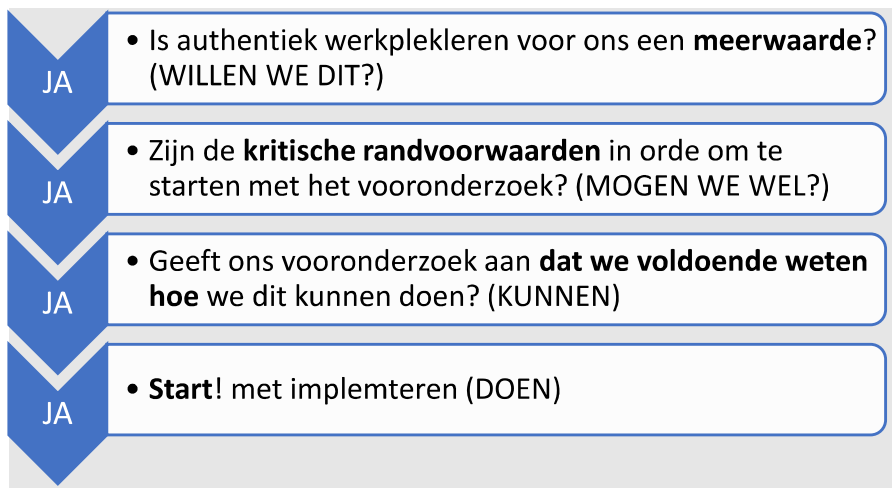 JA
• Is authentiek werkplekleren voor ons een meerwaarde?
(WILLEN WE DIT?)
JA
• Zijn de kritische randvoorwaarden in orde om te
starten met het vooronderzoek? (MOGEN WE WEL?)
JA
• Geeft ons vooronderzoek aan dat we voldoende weten
hoe we dit kunnen doen? (KUNNEN)
JA
• Start! met implemteren (DOEN)